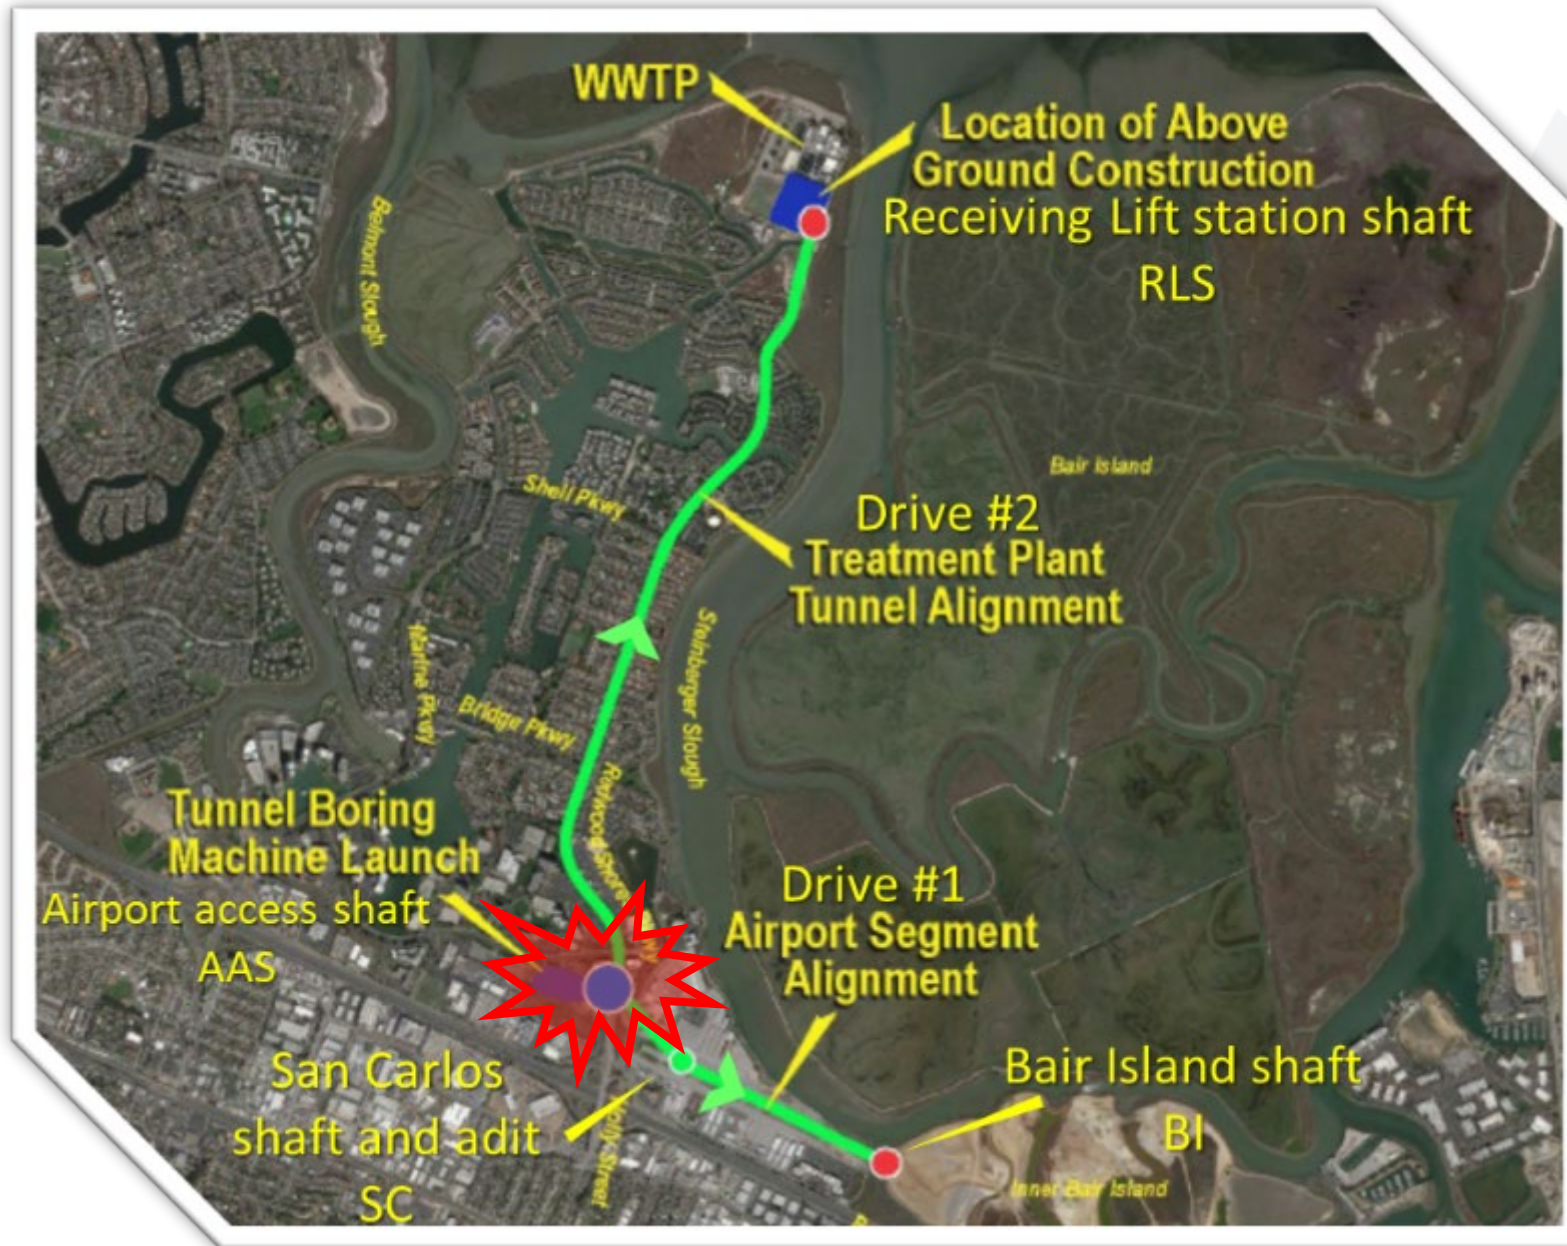 WWTP
Location of Above
Ground Construction
Receiving Lift station shaft
RLS
Belmont Slough
Bair Island
Shell Pkwy
Drive #2
Treatment Plant
Tunnel Alignment
Steinberger Slough
Marine Pkwy
Bridge Pkwy
Redwood
Tunnel Boring
Machine Launch
Airport access shaft
AAS
Drive #1
Airport Segment
Alignment
San Carlos
shaft and adit
SC
Street
Bair Island shaft
BI
Inner Bair Island